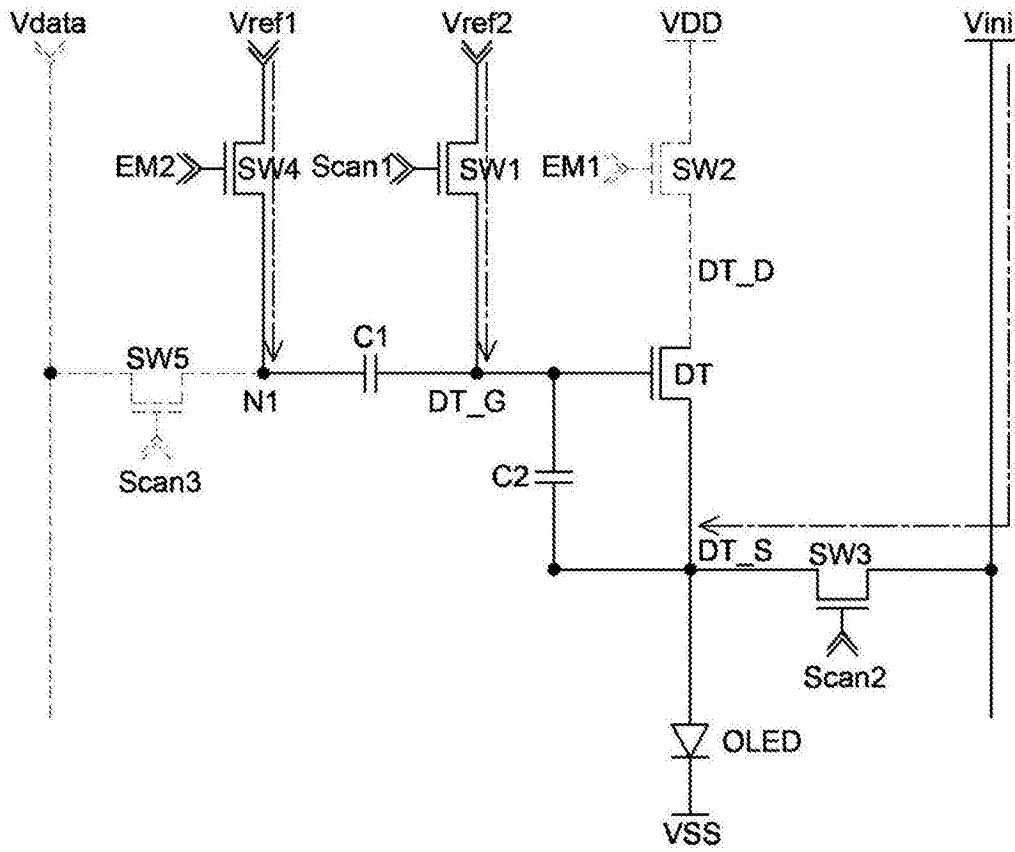 Vdata Vref1 Vref2 VDD Vini
EM2 SW4 Scan1 SW1 EM1 SW2
DT_D
SW5 C1 DT
N1 DT_G
Scan3 C2
DT_S SW3
Scan2
OLED
VSS